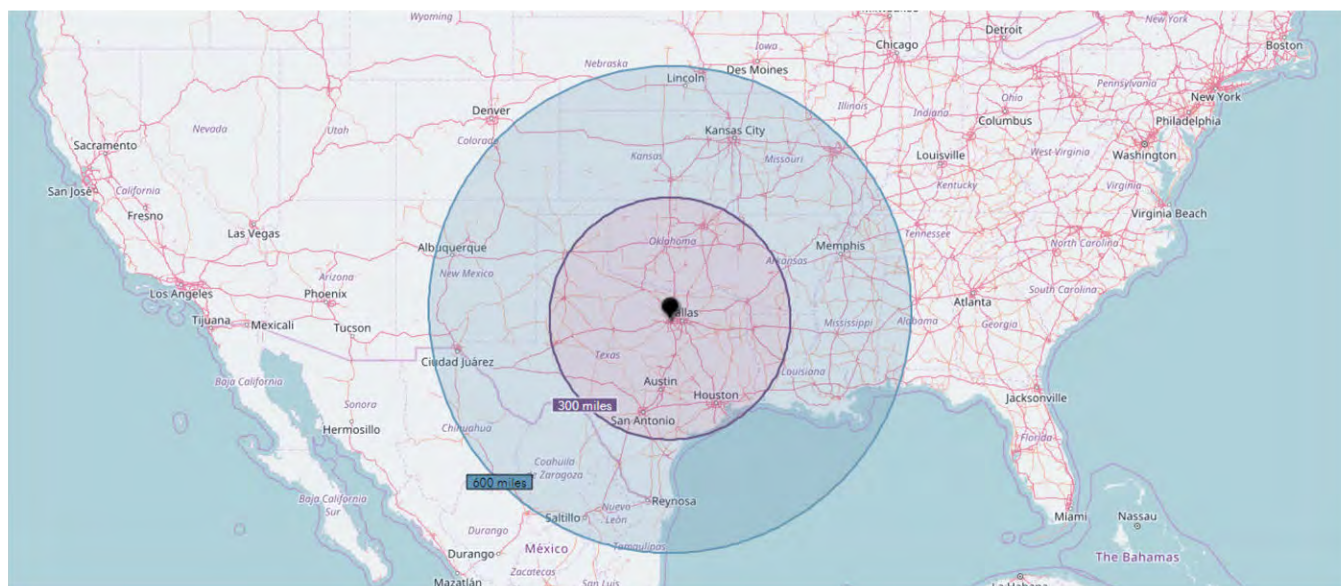 Wyoming
Iowa
Chicago
Detroit
New York
Boston
Nebraska
Des Moines
Lincoln
Pennsylvania
New York
Nevada
Utah
Denver
Colorado
Illinois
Indiana
Ohio
Columbus
Philadelphia
Sacramento
Kansas City
Kansas
Missouri
Louisville
West Virginia
Washington
San José
California
Kentucky
Virginia
Fresno
Las Vegas
Virginia Beach
Albuquerque
Oklahoma
Memphis
Tennessee
North Carolina
New Mexico
Arkansas
Arizona
Los Angeles
Phoenix
South Carolina
Atlanta
Tijuana
Mexicali
Tucson
allas
Mississippi
Alabama
Georgia
Ciudad Juárez
Texas
Louisiana
Baja California
Austin
Houston
Jacksonville
Sonora
300 miles
San Antonio
Hermosillo
Chihuahua
Florida
Coahuila
de Zaragoza
600 miles
Baja California
Sur
Reynosa
Nuevo
León
Saltillo
Miami
Nassau
Durango
Tamaulipas
Durango
México
The Bahamas
Mazatlán
Zacatecas
San Luis